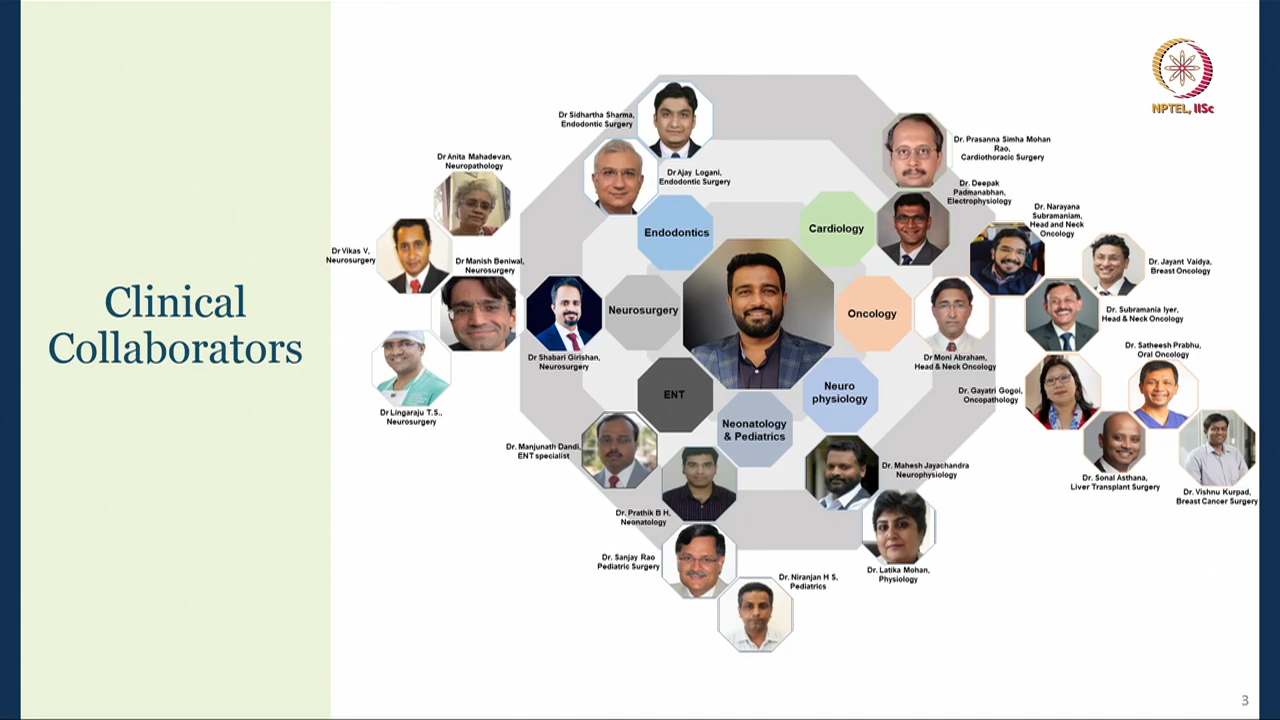 Clinical
Collaborators
NPTEL, IISc
Dr Sidhartha Sharma,
Endodontic Surgery
Dr Ajay Logani,
Endodontic Surgery
Dr. Prasanna Simha Mohan
Rao,
Cardiothoracic Surgery
Dr. Deepak
Padmanabhan,
Electrophysiology
Dr Anita Mahadevan,
Neuropathology
Dr. Narayana
Subramaniam,
Head and Neck
Oncology
Endodontics
Cardiology
Dr Vikas V,
Neurosurgery
Dr Manish Beniwal,
Neurosurgery
Dr. Jayant Vaidya,
Breast Oncology
Neurosurgery
Oncology
Dr. Subramania Iyer,
Head & Neck Oncology
Dr Shabari Girishan,
Neurosurgery
Dr Moni Abraham,
Head & Neck Oncology
Dr. Satheesh Prabhu,
Oral Oncology
ENT
Neuro
physiology
Dr. Gayatri Gogoi,
Oncopathology
Dr Lingaraju T.S.,
Neurosurgery
Neonatology
& Pediatrics
Dr. Manjunath Dandi,
ENT specialist
Dr. Mahesh Jayachandra
Neurophysiology
Dr. Sonal Asthana,
Liver Transplant Surgery
Dr. Vishnu Kurpad,
Breast Cancer Surgery
Dr. Prathik B H,
Neonatology
Dr. Sanjay Rao
Pediatric Surgery
Dr. Latika Mohan,
Physiology
Dr. Niranjan H S,
Pediatrics
3